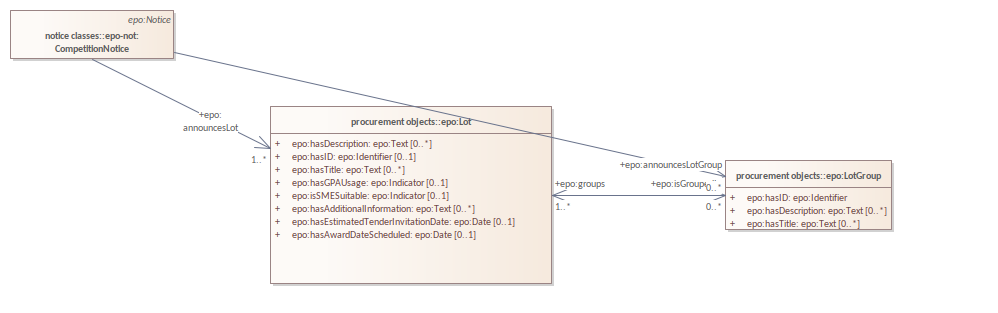 epo:Notice
notice classes::epo-not:
CompetitionNotice
+epo:
announcesLot
1..*
procurement objects::epo:Lot
+ epo:hasDescription: epo:Text [0..*]
+ epo:hasID: epo:Identifier [0..1]
+ epo:hasTitle: epo:Text [0..*]
+ epo:hasGPAUsage: epo:Indicator [0..1]
+ epo:isSMESuitable: epo:Indicator [0..1]
+ epo:hasAdditionalInformation: epo:Text [0..*]
+ epo:hasEstimatedTenderInvitationDate: epo:Date [0..1]
+ epo:hasAwardDateScheduled: epo:Date [0..1]
+epo:announcesLotGroup
0..*
+epo:groups
1..*
0..*
procurement objects::epo:LotGroup
+ epo:hasID: epo:Identifier
+ epo:hasDescription: epo:Text [0..*]
+ epo:hasTitle: epo:Text [0..*]